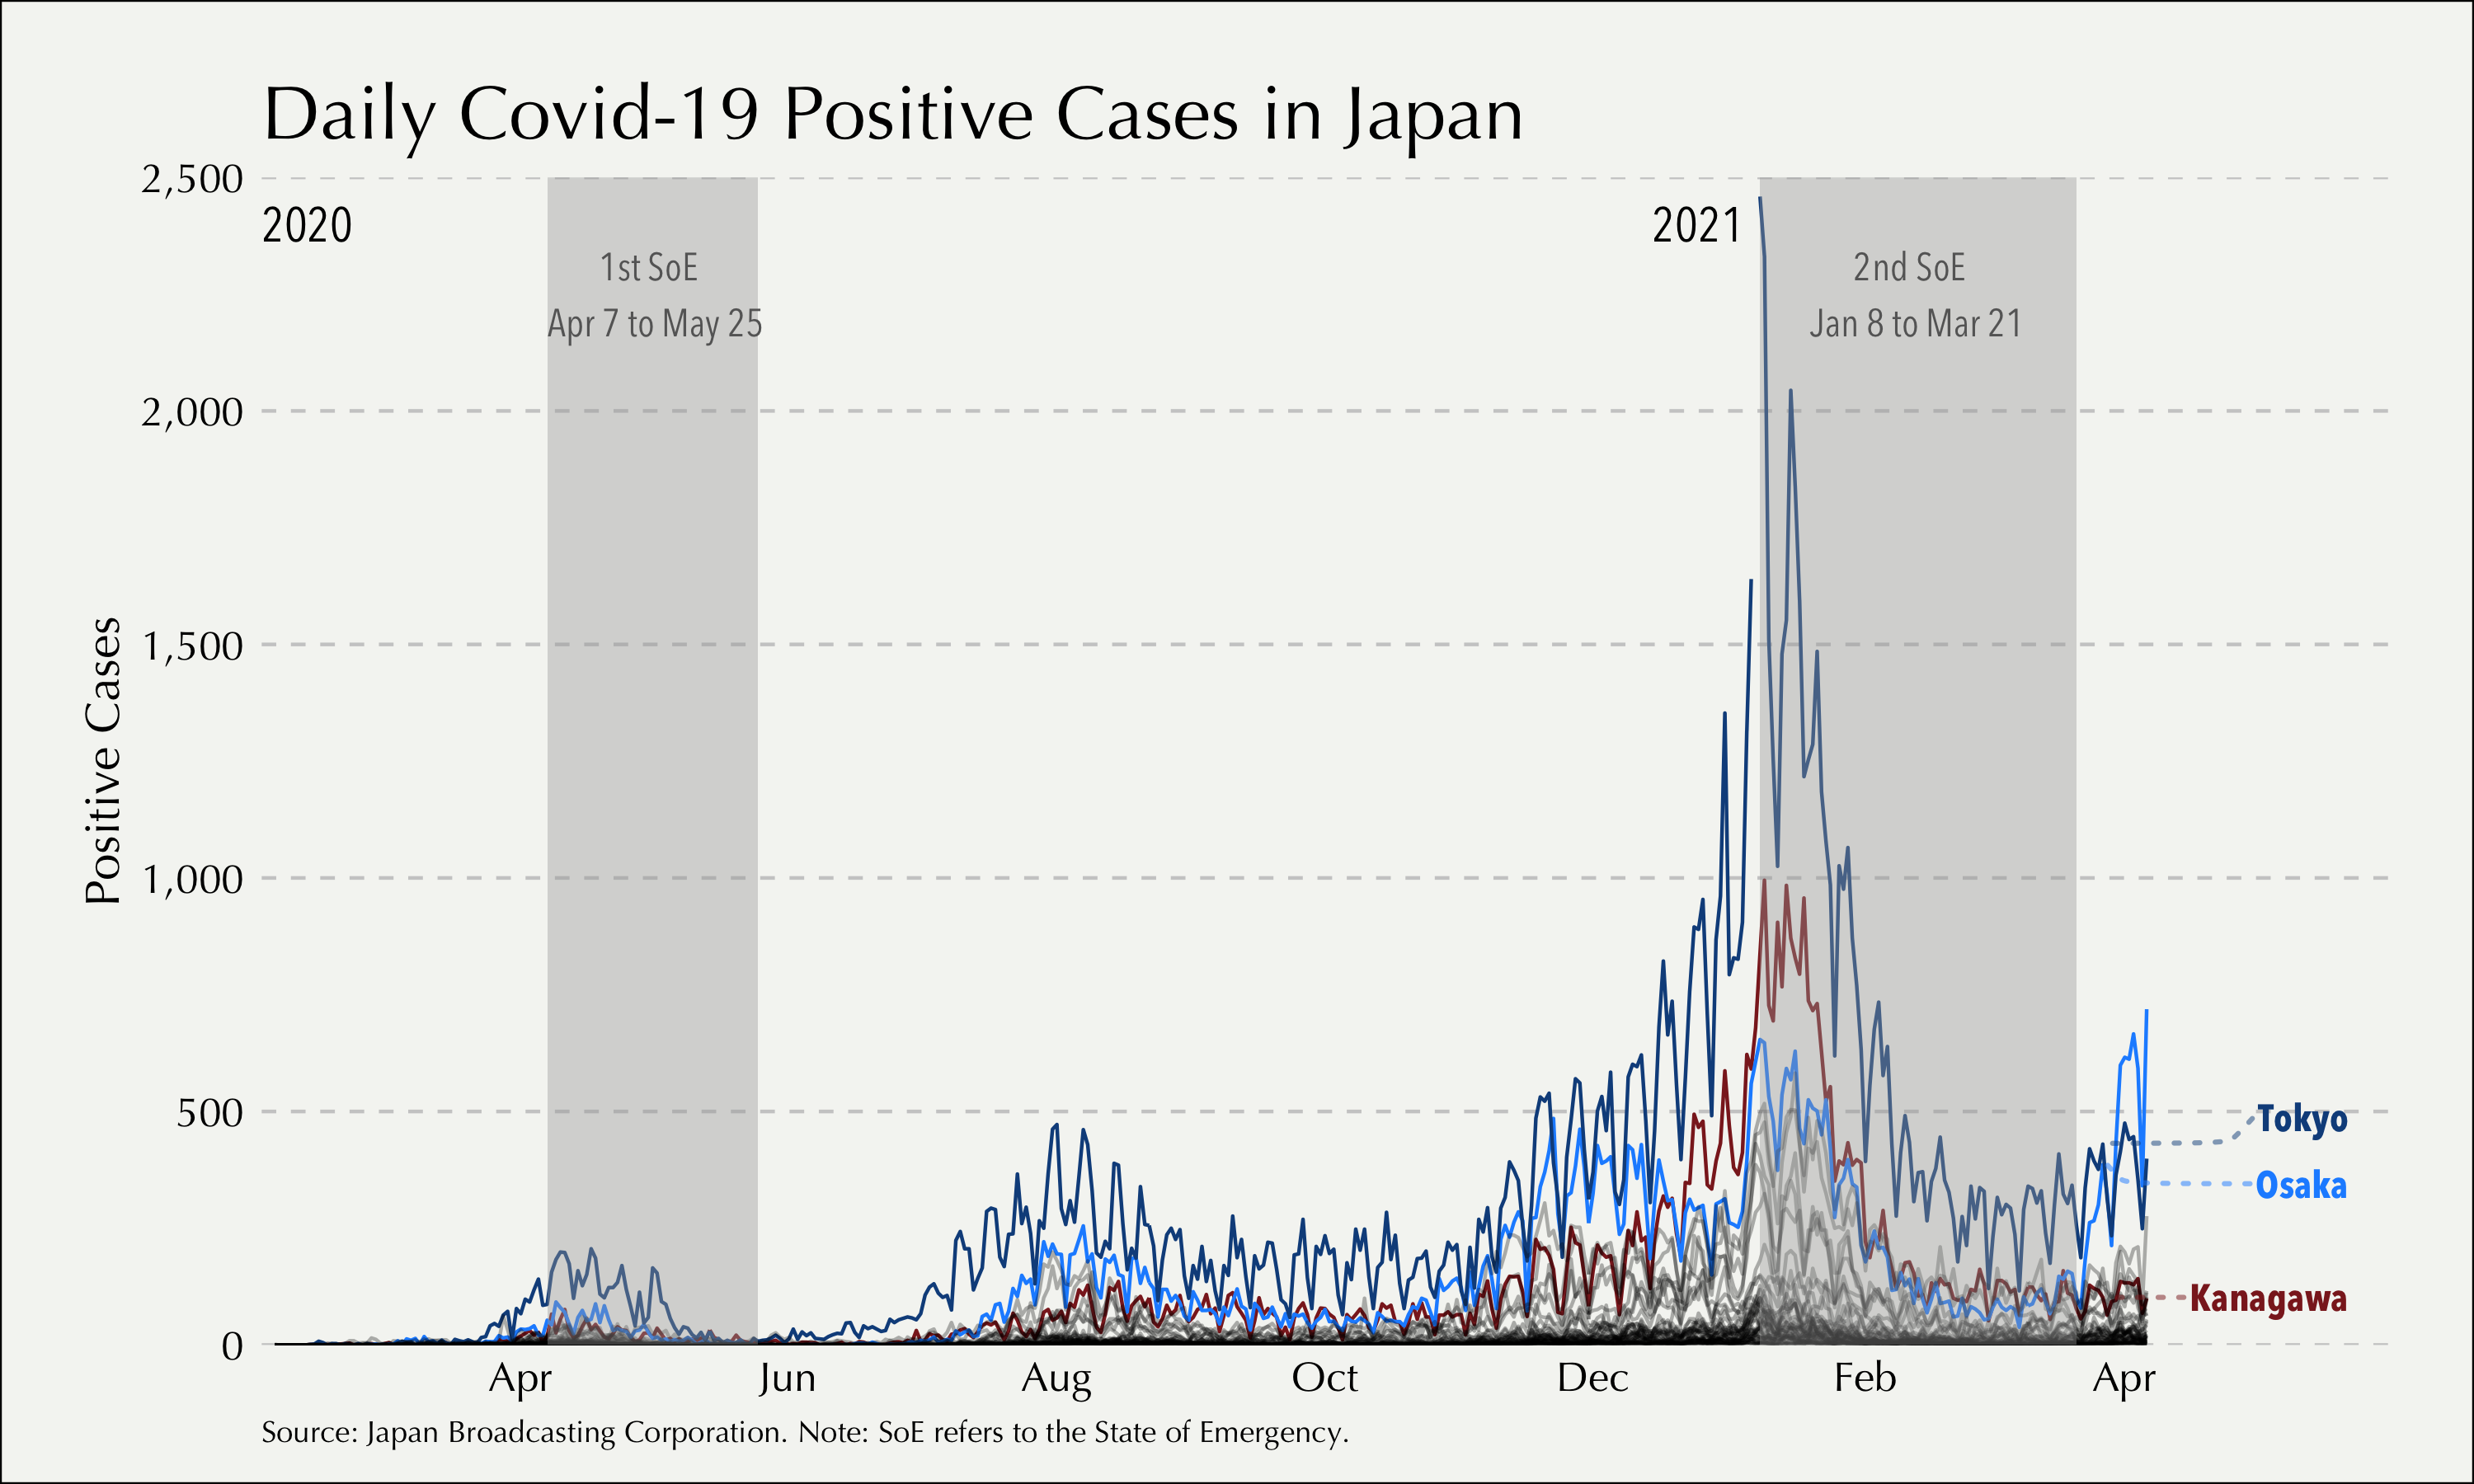 Daily Covid-19 Positive Cases in Japan
2,500
2020
2021
1st SoE
Apr 7 to May 25
2nd SoE
Jan 8 to Mar 21
2,000
1,500
Positive Cases
1,000
500
Tokyo
Osaka
Kanagawa
0
Apr Jun Aug Oct Dec Feb Apr
Source: Japan Broadcasting Corporation. Note: SoE refers to the State of Emergency.